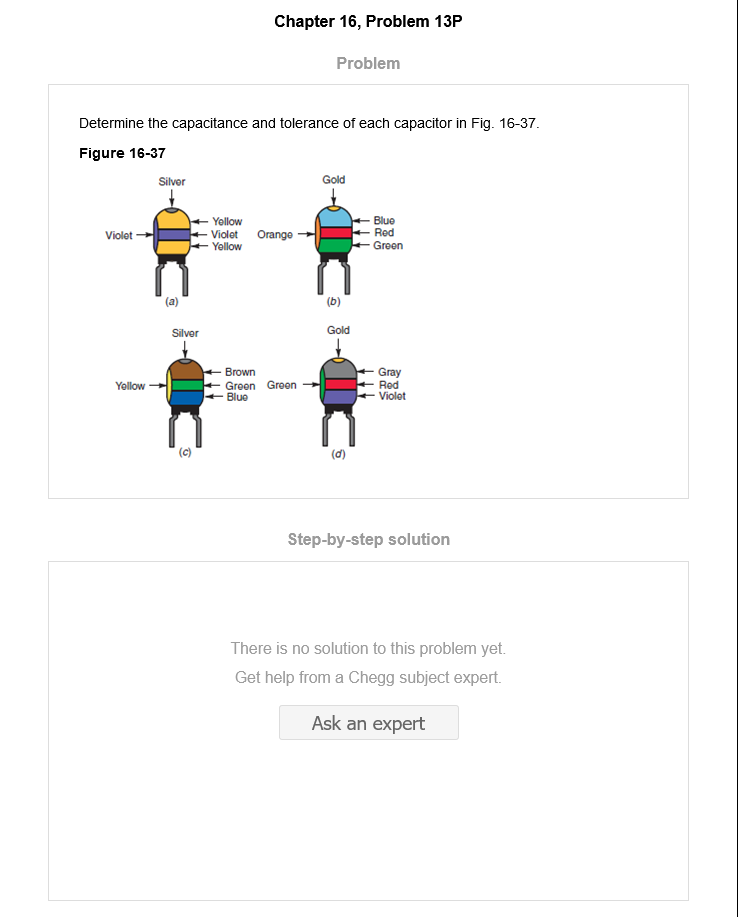 Chapter 16, Problem 13P
Problem
Determine the capacitance and tolerance of each capacitor in Fig. 16-37.
Figure 16-37
Silver
Violet
Yellow
Violet
Yellow
(a)
Gold
Orange
Blue
Red
Green
(b)
Silver
Yellow
Brown
Green
Blue
(c)
Gold
Green
Gray
Red
Violet
(d)
Step-by-step solution
There is no solution to this problem yet.
Get help from a Chegg subject expert.
Ask an expert